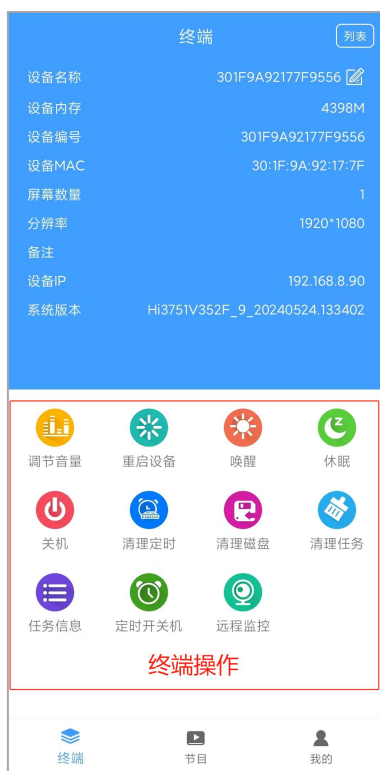 终端 列表
设备名称 301F9A92177F9556
设备内存 4398M
设备编号 301F9A92177F9556
设备MAC 30:1F:9A:92:17:7F
屏幕数量 1
分辨率 1920*1080
备注
设备IP 192.168.8.90
系统版本 Hi3751V352F_9_20240524.133402
调节音量 重启设备 唤醒 休眠
关机 清理定时 清理磁盘 清理任务
任务信息 定时开关机 远程监控
终端操作
终端 节目 我的